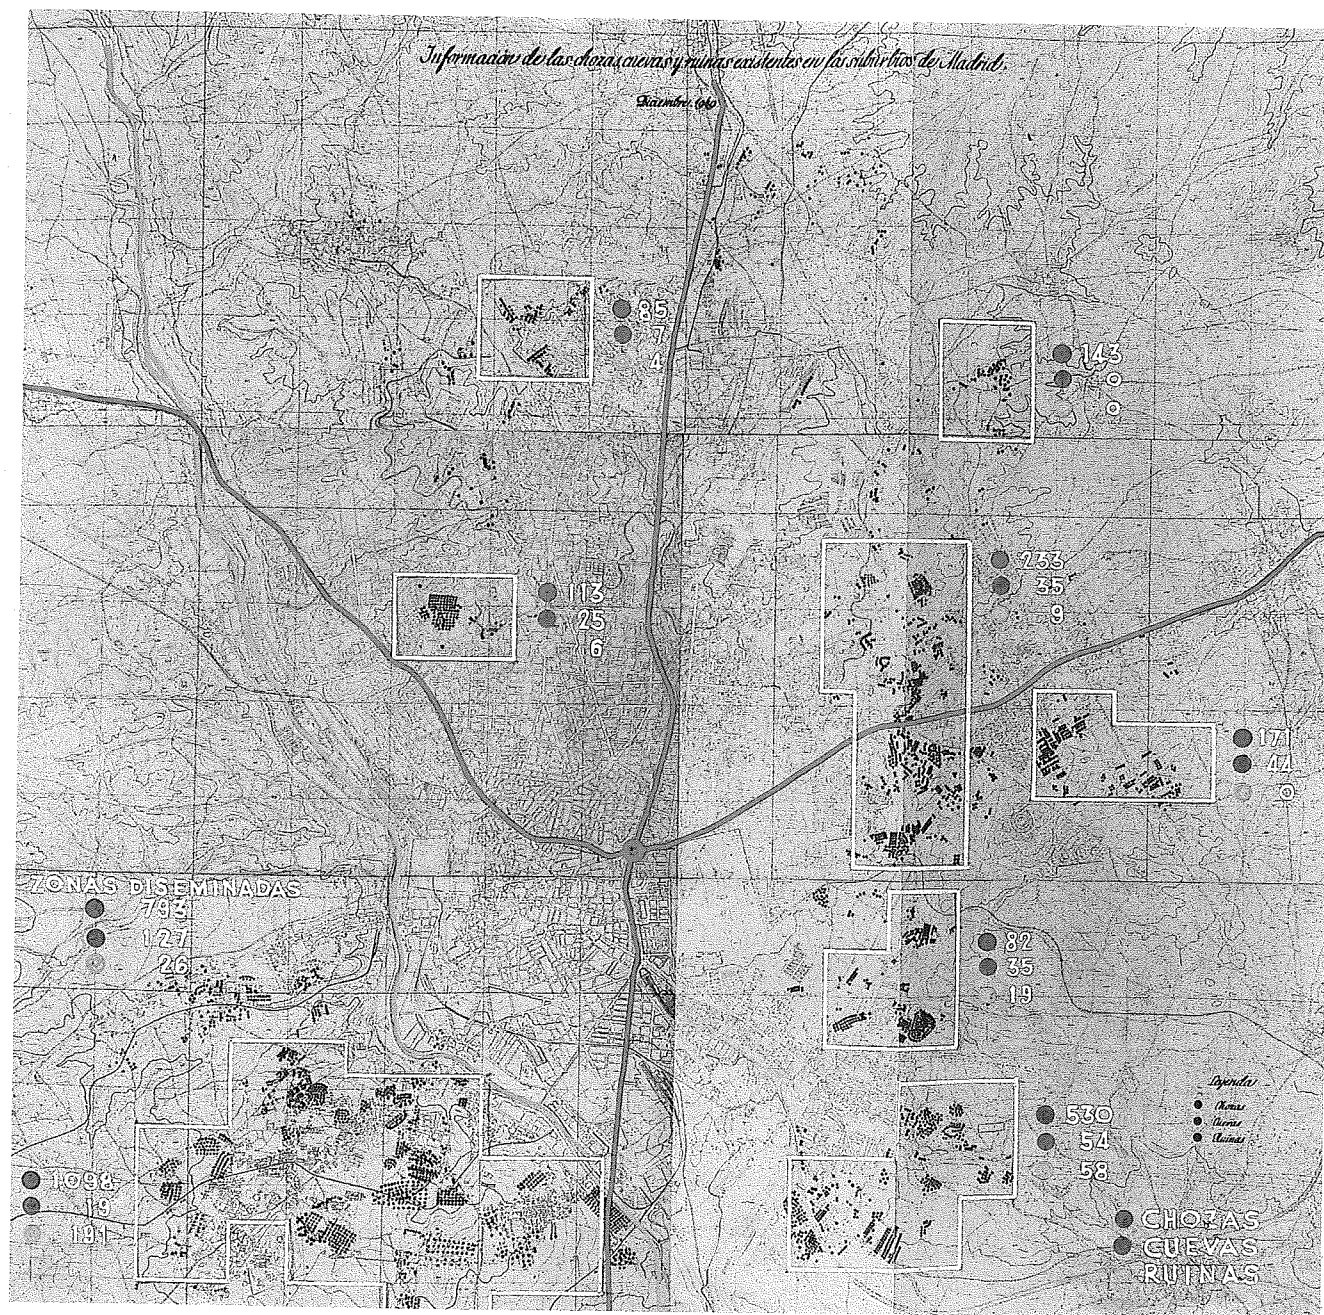 Información de las chozas, cuevas y ruinas existentes en los suburbios de Madrid.
Diciembre
85
7
4
143
0
0
113
25
6
233
35
9
171
44
0
ZONAS DISEMINADAS
793
127
26
82
35
19
Leyenda
Chozas
Cuevas
Ruinas
530
54
58
1098
19
191
CHOZAS
CUEVAS
RUINAS